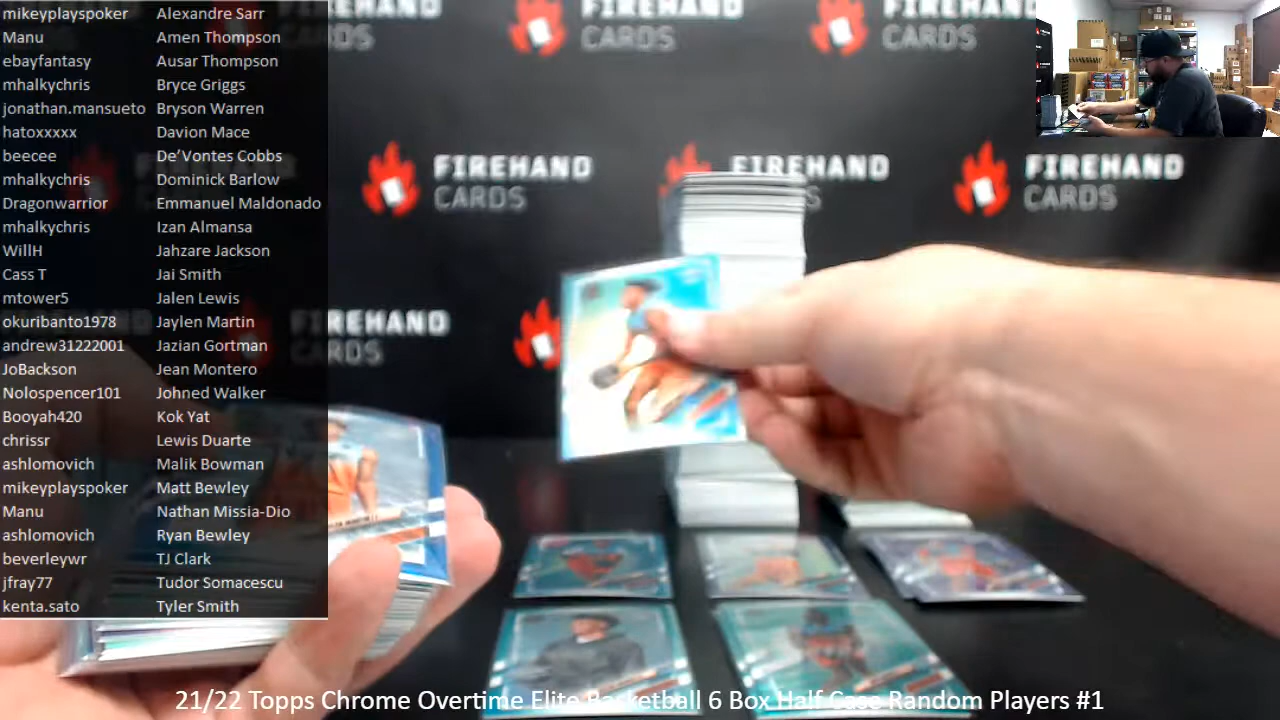 mikeyplayspoker Alexandre Sarr
Manu Amen Thompson
ebayfantasy Ausar Thompson
mhalkychris Bryce Griggs
jonathan.mansueto Bryson Warren
hatoxxxxx Davion Mace
beecee De’Vontes Cobbs
mhalkychris Dominick Barlow
Dragonwarrior Emmanuel Maldonado
mhalkychris Izan Almansa
WillH Jahzare Jackson
Cass T Jai Smith
mtower5 Jalen Lewis
okuribanto1978 Jaylen Martin
andrew31222001 Jazian Gortman
JoBackson Jean Montero
Nolospencer101 Johned Walker
Booyah420 Kok Yat
chrissr Lewis Duarte
ashlomovich Malik Bowman
mikeyplayspoker Matt Bewley
Manu Nathan Missia-Dio
ashlomovich Ryan Bewley
beverleywr TJ Clark
jfray77 Tudor Somacescu
kenta.sato Tyler Smith
FIREHAND
CARDS
FIREHAND
CARDS
FIREHAND
CARDS
FIREHAND
CARDS
FIREHAND
CARDS
FIREHAND
CARDS
21/22 Topps Chrome Overtime Elite Basketball 6 Box Half Case Random Players #1